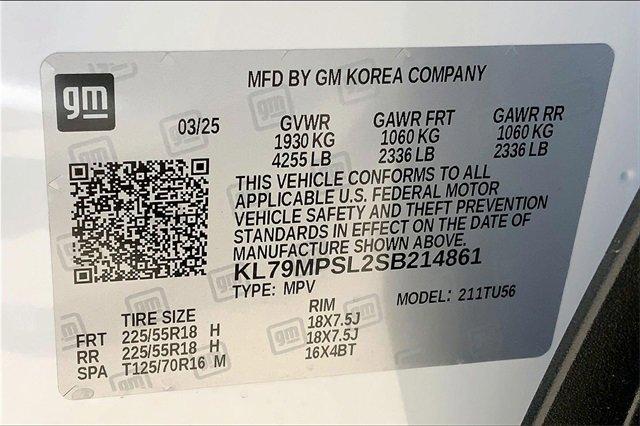 gm
MFD BY GM KOREA COMPANY
03/25 GVWR GAWR FRT GAWR RR
1930 KG 1060 KG 1060 KG
4255 LB 2336 LB 2336 LB
THIS VEHICLE CONFORMS TO ALL
APPLICABLE U.S. FEDERAL MOTOR
VEHICLE SAFETY AND THEFT PREVENTION
STANDARDS IN EFFECT ON THE DATE OF
MANUFACTURE SHOWN ABOVE.
KL79MPSL2SB214861
TYPE: MPV MODEL: 211TU56
TIRE SIZE RIM
FRT 225/55R18 H 18X7.5J
RR 225/55R18 H 18X7.5J
SPA T125/70R16 M 16X4BT